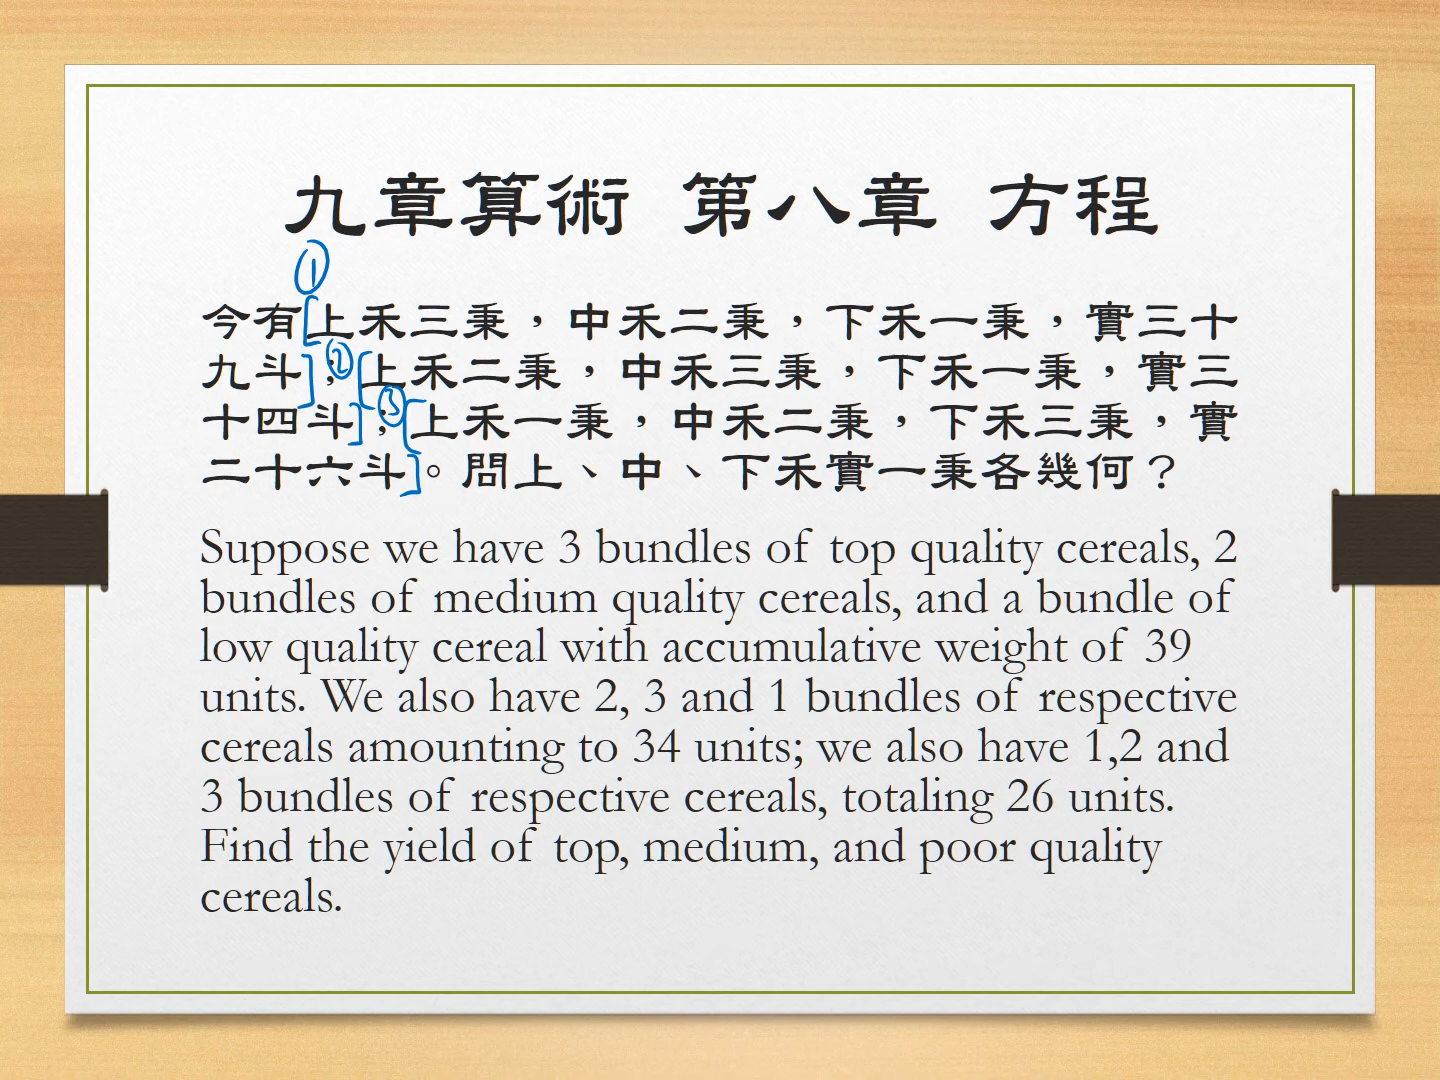 九章算術 第八章 方程
①
今有[上禾三秉，中禾二秉，下禾一秉，實三十
九斗]；②[上禾二秉，中禾三秉，下禾一秉，實三
十四斗]；③[上禾一秉，中禾二秉，下禾三秉，實
二十六斗]。問上、中、下禾實一秉各幾何？
Suppose we have 3 bundles of top quality cereals, 2
bundles of medium quality cereals, and a bundle of
low quality cereal with accumulative weight of 39
units. We also have 2, 3 and 1 bundles of respective
cereals amounting to 34 units; we also have 1,2 and
3 bundles of respective cereals, totaling 26 units.
Find the yield of top, medium, and poor quality
cereals.